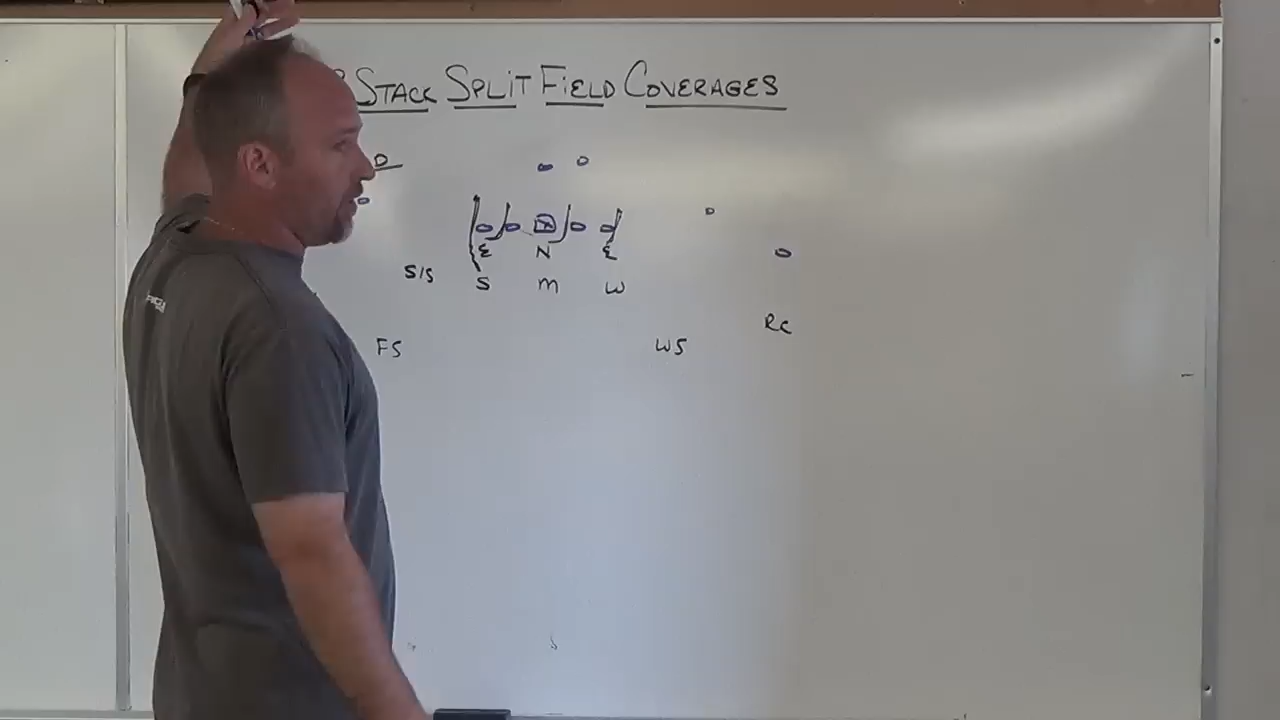 STACK SPLIT FIELD COVERAGES
D
E N E
S/S S M W
RC
FS WS